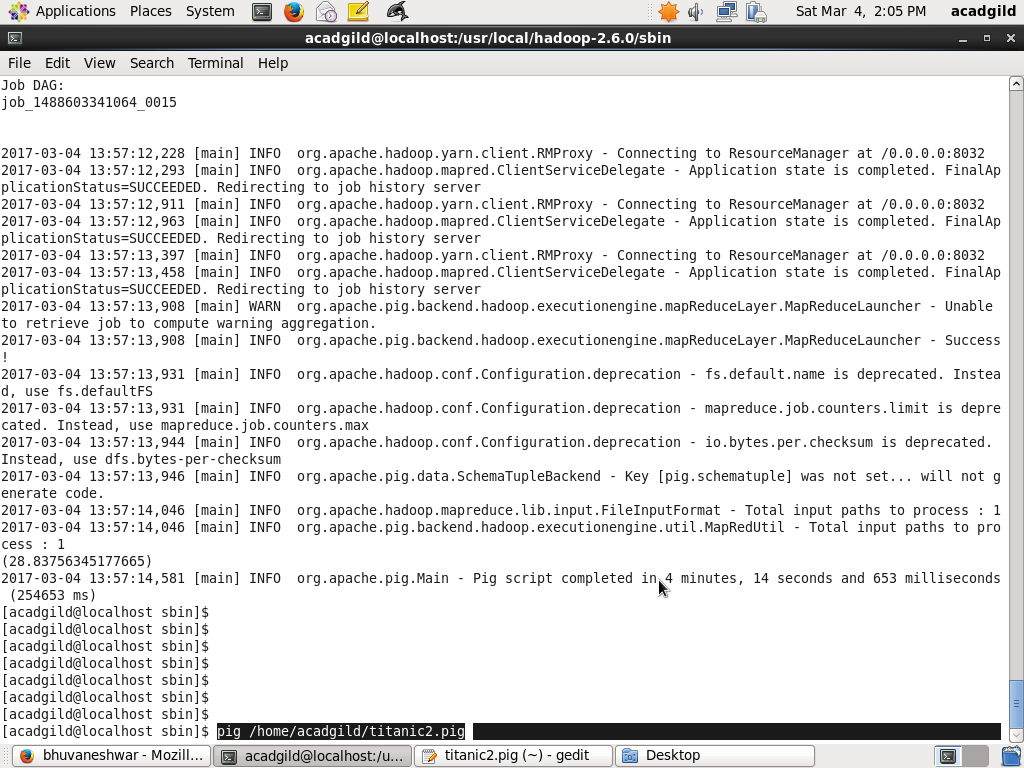 Applications Places System Sat Mar 4, 2:05 PM acadgild
acadgild@localhost:/usr/local/hadoop-2.6.0/sbin
File Edit View Search Terminal Help
Job DAG:
job_1488603341064_0015
2017-03-04 13:57:12,228 [main] INFO  org.apache.hadoop.yarn.client.RMProxy - Connecting to ResourceManager at /0.0.0.0:8032
2017-03-04 13:57:12,293 [main] INFO  org.apache.hadoop.mapred.ClientServiceDelegate - Application state is completed. FinalAp
plicationStatus=SUCCEEDED. Redirecting to job history server
2017-03-04 13:57:12,911 [main] INFO  org.apache.hadoop.yarn.client.RMProxy - Connecting to ResourceManager at /0.0.0.0:8032
2017-03-04 13:57:12,963 [main] INFO  org.apache.hadoop.mapred.ClientServiceDelegate - Application state is completed. FinalAp
plicationStatus=SUCCEEDED. Redirecting to job history server
2017-03-04 13:57:13,397 [main] INFO  org.apache.hadoop.yarn.client.RMProxy - Connecting to ResourceManager at /0.0.0.0:8032
2017-03-04 13:57:13,458 [main] INFO  org.apache.hadoop.mapred.ClientServiceDelegate - Application state is completed. FinalAp
plicationStatus=SUCCEEDED. Redirecting to job history server
2017-03-04 13:57:13,908 [main] WARN  org.apache.pig.backend.hadoop.executionengine.mapReduceLayer.MapReduceLauncher - Unable
to retrieve job to compute warning aggregation.
2017-03-04 13:57:13,908 [main] INFO  org.apache.pig.backend.hadoop.executionengine.mapReduceLayer.MapReduceLauncher - Success
!
2017-03-04 13:57:13,931 [main] INFO  org.apache.hadoop.conf.Configuration.deprecation - fs.default.name is deprecated. Instea
d, use fs.defaultFS
2017-03-04 13:57:13,931 [main] INFO  org.apache.hadoop.conf.Configuration.deprecation - mapreduce.job.counters.limit is depre
cated. Instead, use mapreduce.job.counters.max
2017-03-04 13:57:13,944 [main] INFO  org.apache.hadoop.conf.Configuration.deprecation - io.bytes.per.checksum is deprecated.
Instead, use dfs.bytes-per-checksum
2017-03-04 13:57:13,946 [main] INFO  org.apache.pig.data.SchemaTupleBackend - Key [pig.schematuple] was not set... will not g
enerate code.
2017-03-04 13:57:14,046 [main] INFO  org.apache.hadoop.mapreduce.lib.input.FileInputFormat - Total input paths to process : 1
2017-03-04 13:57:14,046 [main] INFO  org.apache.pig.backend.hadoop.executionengine.util.MapRedUtil - Total input paths to pro
cess : 1
(28.83756345177665)
2017-03-04 13:57:14,581 [main] INFO  org.apache.pig.Main - Pig script completed in 4 minutes, 14 seconds and 653 milliseconds
 (254653 ms)
[acadgild@localhost sbin]$
[acadgild@localhost sbin]$
[acadgild@localhost sbin]$
[acadgild@localhost sbin]$
[acadgild@localhost sbin]$
[acadgild@localhost sbin]$
[acadgild@localhost sbin]$
[acadgild@localhost sbin]$ pig /home/acadgild/titanic2.pig
bhuvaneshwar - Mozill... acadgild@localhost:/u... titanic2.pig (~) - gedit Desktop